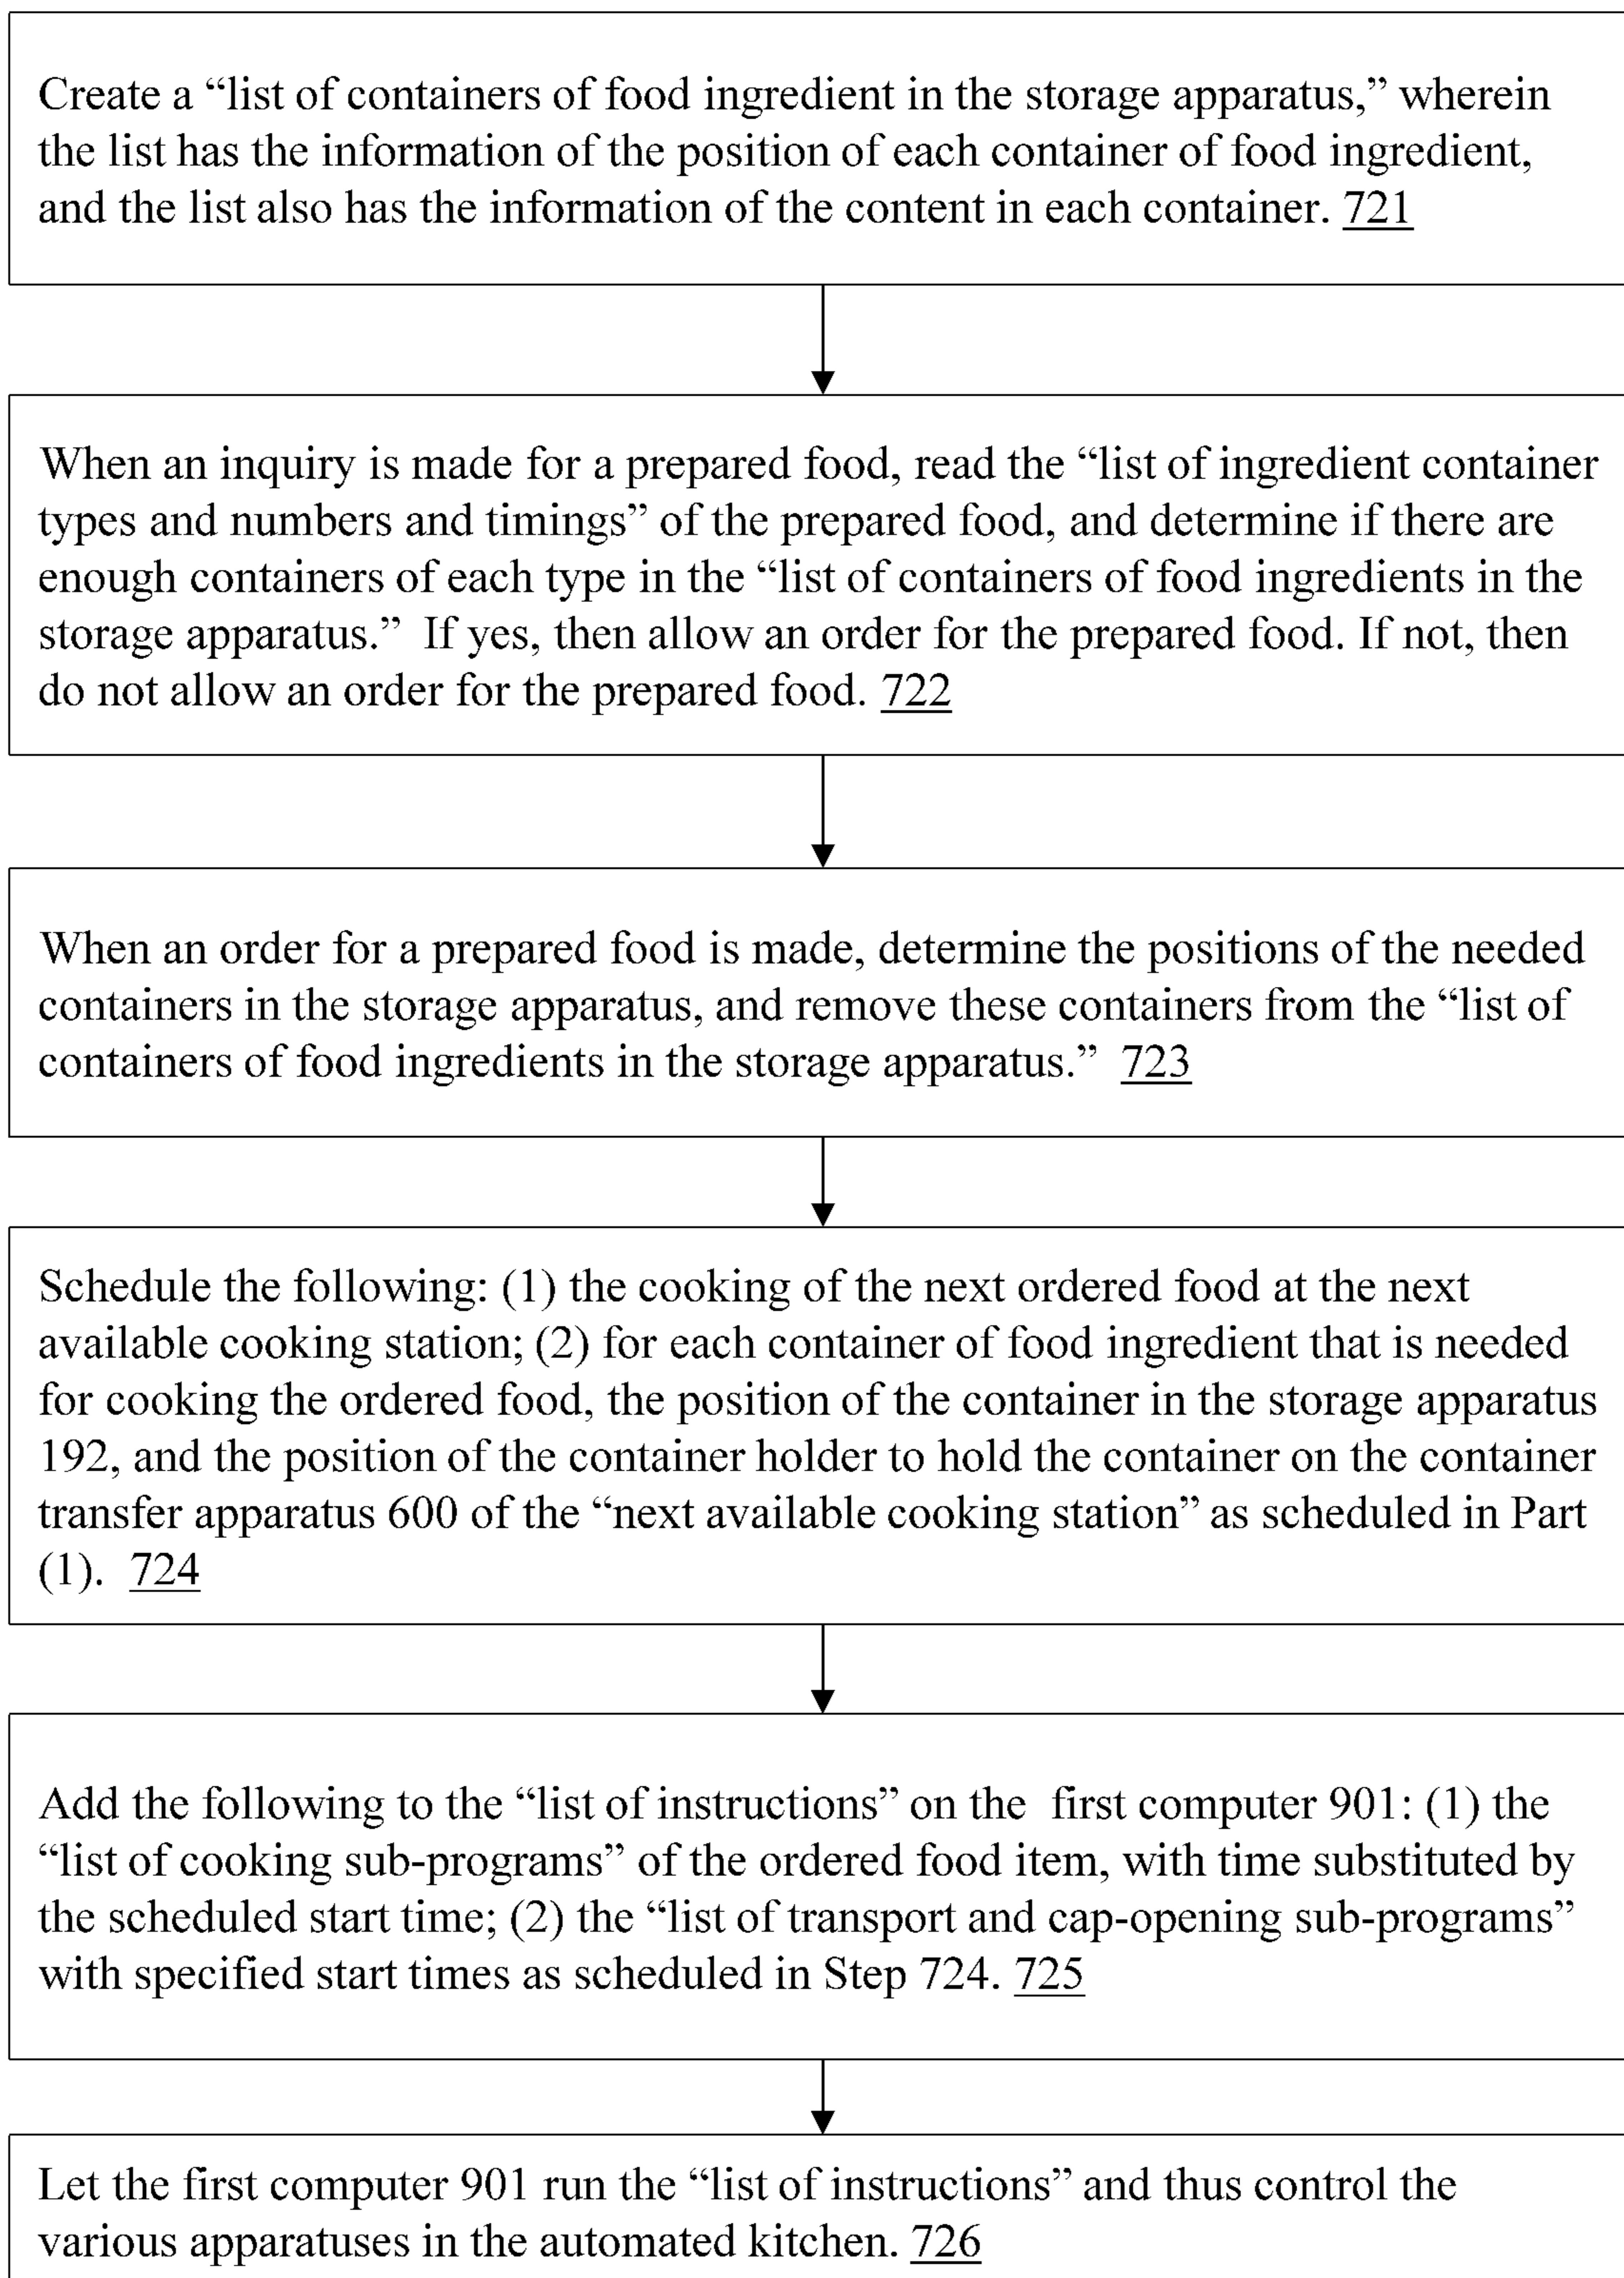 Create a “list of containers of food ingredient in the storage apparatus,” wherein
the list has the information of the position of each container of food ingredient,
and the list also has the information of the content in each container. 721
When an inquiry is made for a prepared food, read the “list of ingredient container
types and numbers and timings” of the prepared food, and determine if there are
enough containers of each type in the “list of containers of food ingredients in the
storage apparatus.”  If yes, then allow an order for the prepared food. If not, then
do not allow an order for the prepared food. 722
When an order for a prepared food is made, determine the positions of the needed
containers in the storage apparatus, and remove these containers from the “list of
containers of food ingredients in the storage apparatus.”  723
Schedule the following: (1) the cooking of the next ordered food at the next
available cooking station; (2) for each container of food ingredient that is needed
for cooking the ordered food, the position of the container in the storage apparatus
192, and the position of the container holder to hold the container on the container
transfer apparatus 600 of the “next available cooking station” as scheduled in Part
(1).  724
Add the following to the “list of instructions” on the  first computer 901: (1) the
“list of cooking sub-programs” of the ordered food item, with time substituted by
the scheduled start time; (2) the “list of transport and cap-opening sub-programs”
with specified start times as scheduled in Step 724. 725
Let the first computer 901 run the “list of instructions” and thus control the
various apparatuses in the automated kitchen. 726